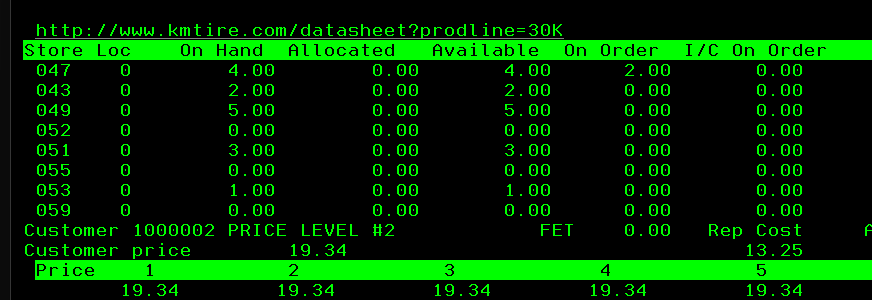 http://www.kmtire.com/datasheet?prodline=30K
Store Loc On Hand Allocated Available On Order I/C On Order
047 0 4.00 0.00 4.00 2.00 0.00
043 0 2.00 0.00 2.00 0.00 0.00
049 0 5.00 0.00 5.00 0.00 0.00
052 0 0.00 0.00 0.00 0.00 0.00
051 0 3.00 0.00 3.00 0.00 0.00
055 0 0.00 0.00 0.00 0.00 0.00
053 0 1.00 0.00 1.00 0.00 0.00
059 0 0.00 0.00 0.00 0.00 0.00
Customer 1000002 PRICE LEVEL #2 FET 0.00 Rep Cost
Customer price 19.34 13.25
Price 1 2 3 4 5
19.34 19.34 19.34 19.34 19.34